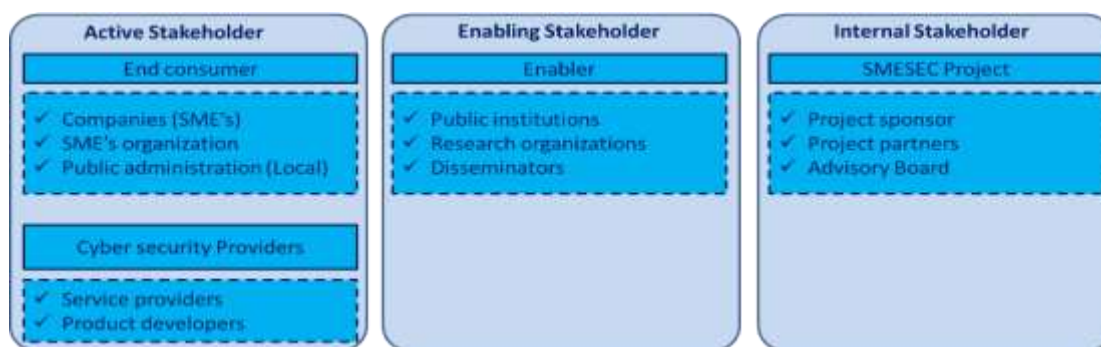 Active Stakeholder
End consumer
✓ Companies (SME's)
✓ SME's organization
✓ Public administration (Local)
Cyber security Providers
✓ Service providers
✓ Product developers
Enabling Stakeholder
Enabler
✓ Public institutions
✓ Research organizations
✓ Disseminators
Internal Stakeholder
SMESEC Project
✓ Project sponsor
✓ Project partners
✓ Advisory Board